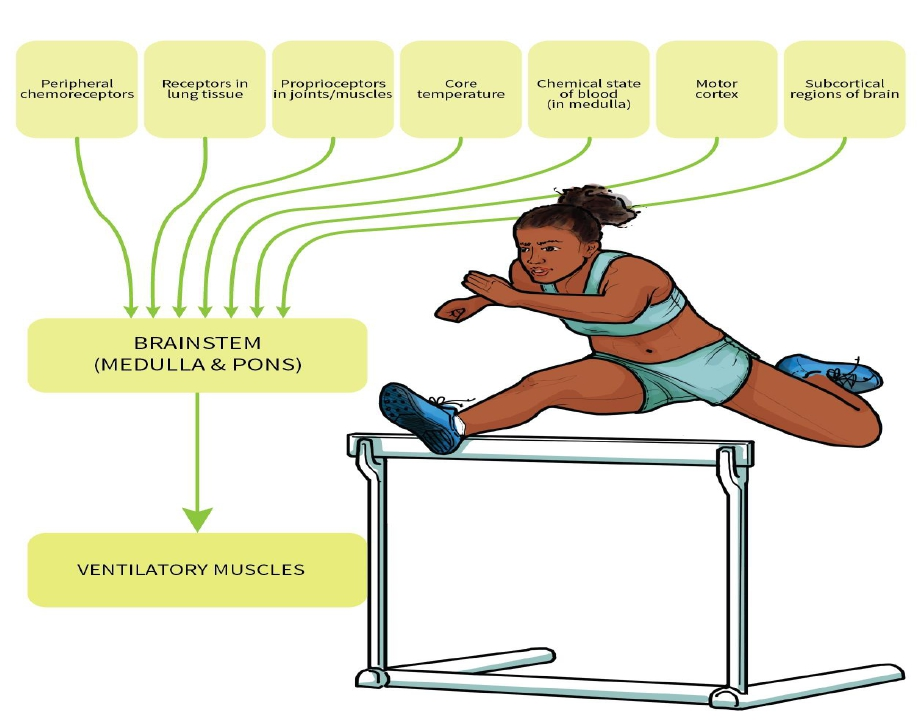 Peripheral
chemoreceptors
Receptors in
lung tissue
Proprioceptors
in joints/muscles
Core
temperature
Chemical state
of blood
(in medulla)
Motor
cortex
Subcortical
regions of brain
BRAINSTEM
(MEDULLA & PONS)
VENTILATORY MUSCLES